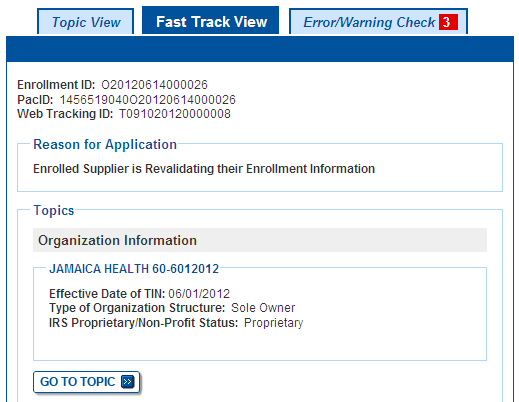 Topic View Fast Track View Error/Warning Check 3
Enrollment ID: O20120614000026
PacID: 1456519040O20120614000026
Web Tracking ID: T091020120000008
Reason for Application
Enrolled Supplier is Revalidating their Enrollment Information
Topics
Organization Information
JAMAICA HEALTH 60-6012012
Effective Date of TIN: 06/01/2012
Type of Organization Structure: Sole Owner
IRS Proprietary/Non-Profit Status: Proprietary
GO TO TOPIC >>